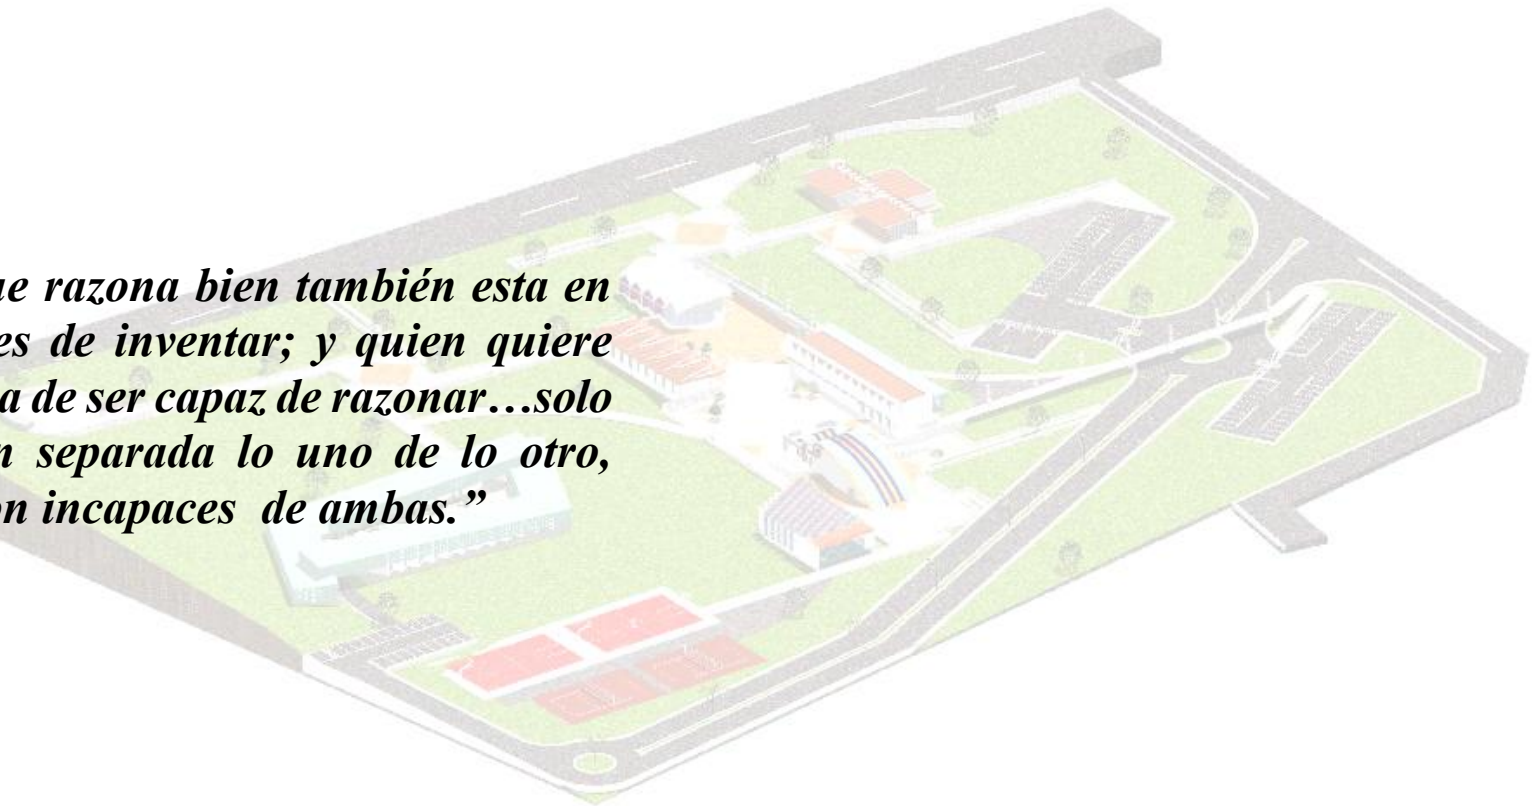 ue razona bien también esta en
es de inventar; y quien quiere
a de ser capaz de razonar…solo
n separada lo uno de lo otro,
on incapaces de ambas.”